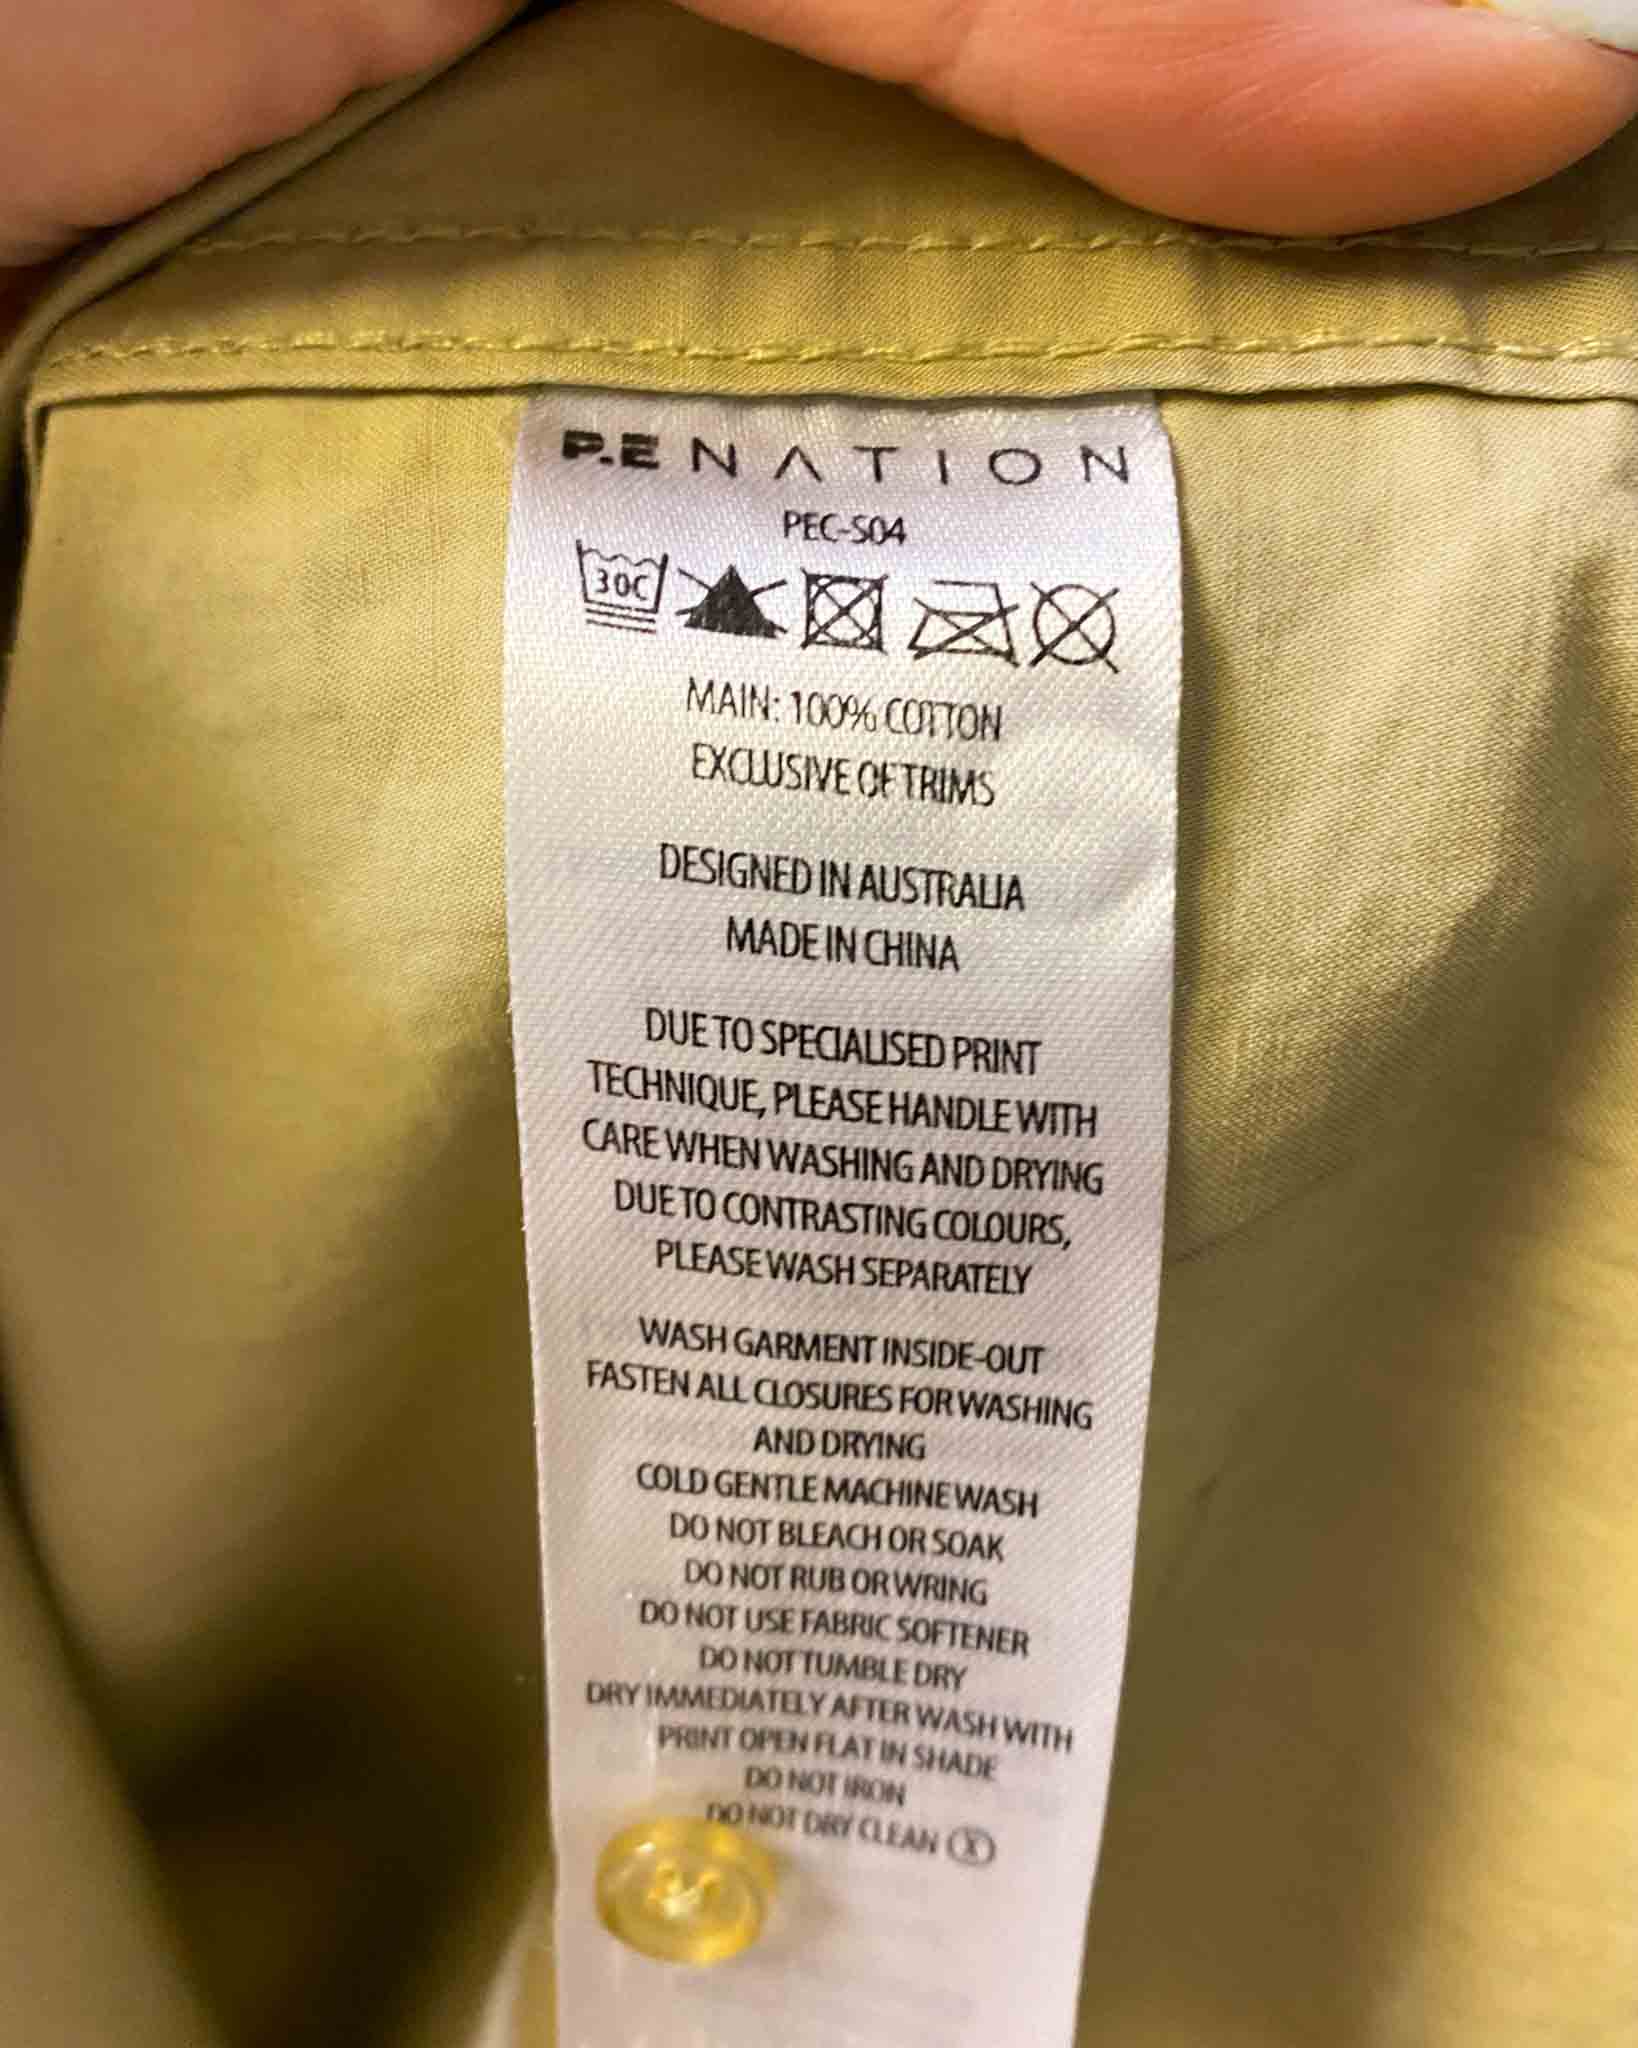 P.E NATION
PEC-S04
30C
MAIN: 100% COTTON
EXCLUSIVE OF TRIMS
DESIGNED IN AUSTRALIA
MADE IN CHINA
DUE TO SPECIALISED PRINT
TECHNIQUE, PLEASE HANDLE WITH
CARE WHEN WASHING AND DRYING
DUE TO CONTRASTING COLOURS,
PLEASE WASH SEPARATELY
WASH GARMENT INSIDE-OUT
FASTEN ALL CLOSURES FOR WASHING
AND DRYING
COLD GENTLE MACHINE WASH
DO NOT BLEACH OR SOAK
DO NOT RUB OR WRING
DO NOT USE FABRIC SOFTENER
DO NOT TUMBLE DRY
DRY IMMEDIATELY AFTER WASH WITH
PRINT OPEN FLAT IN SHADE
DO NOT IRON
DO NOT DRY CLEAN X